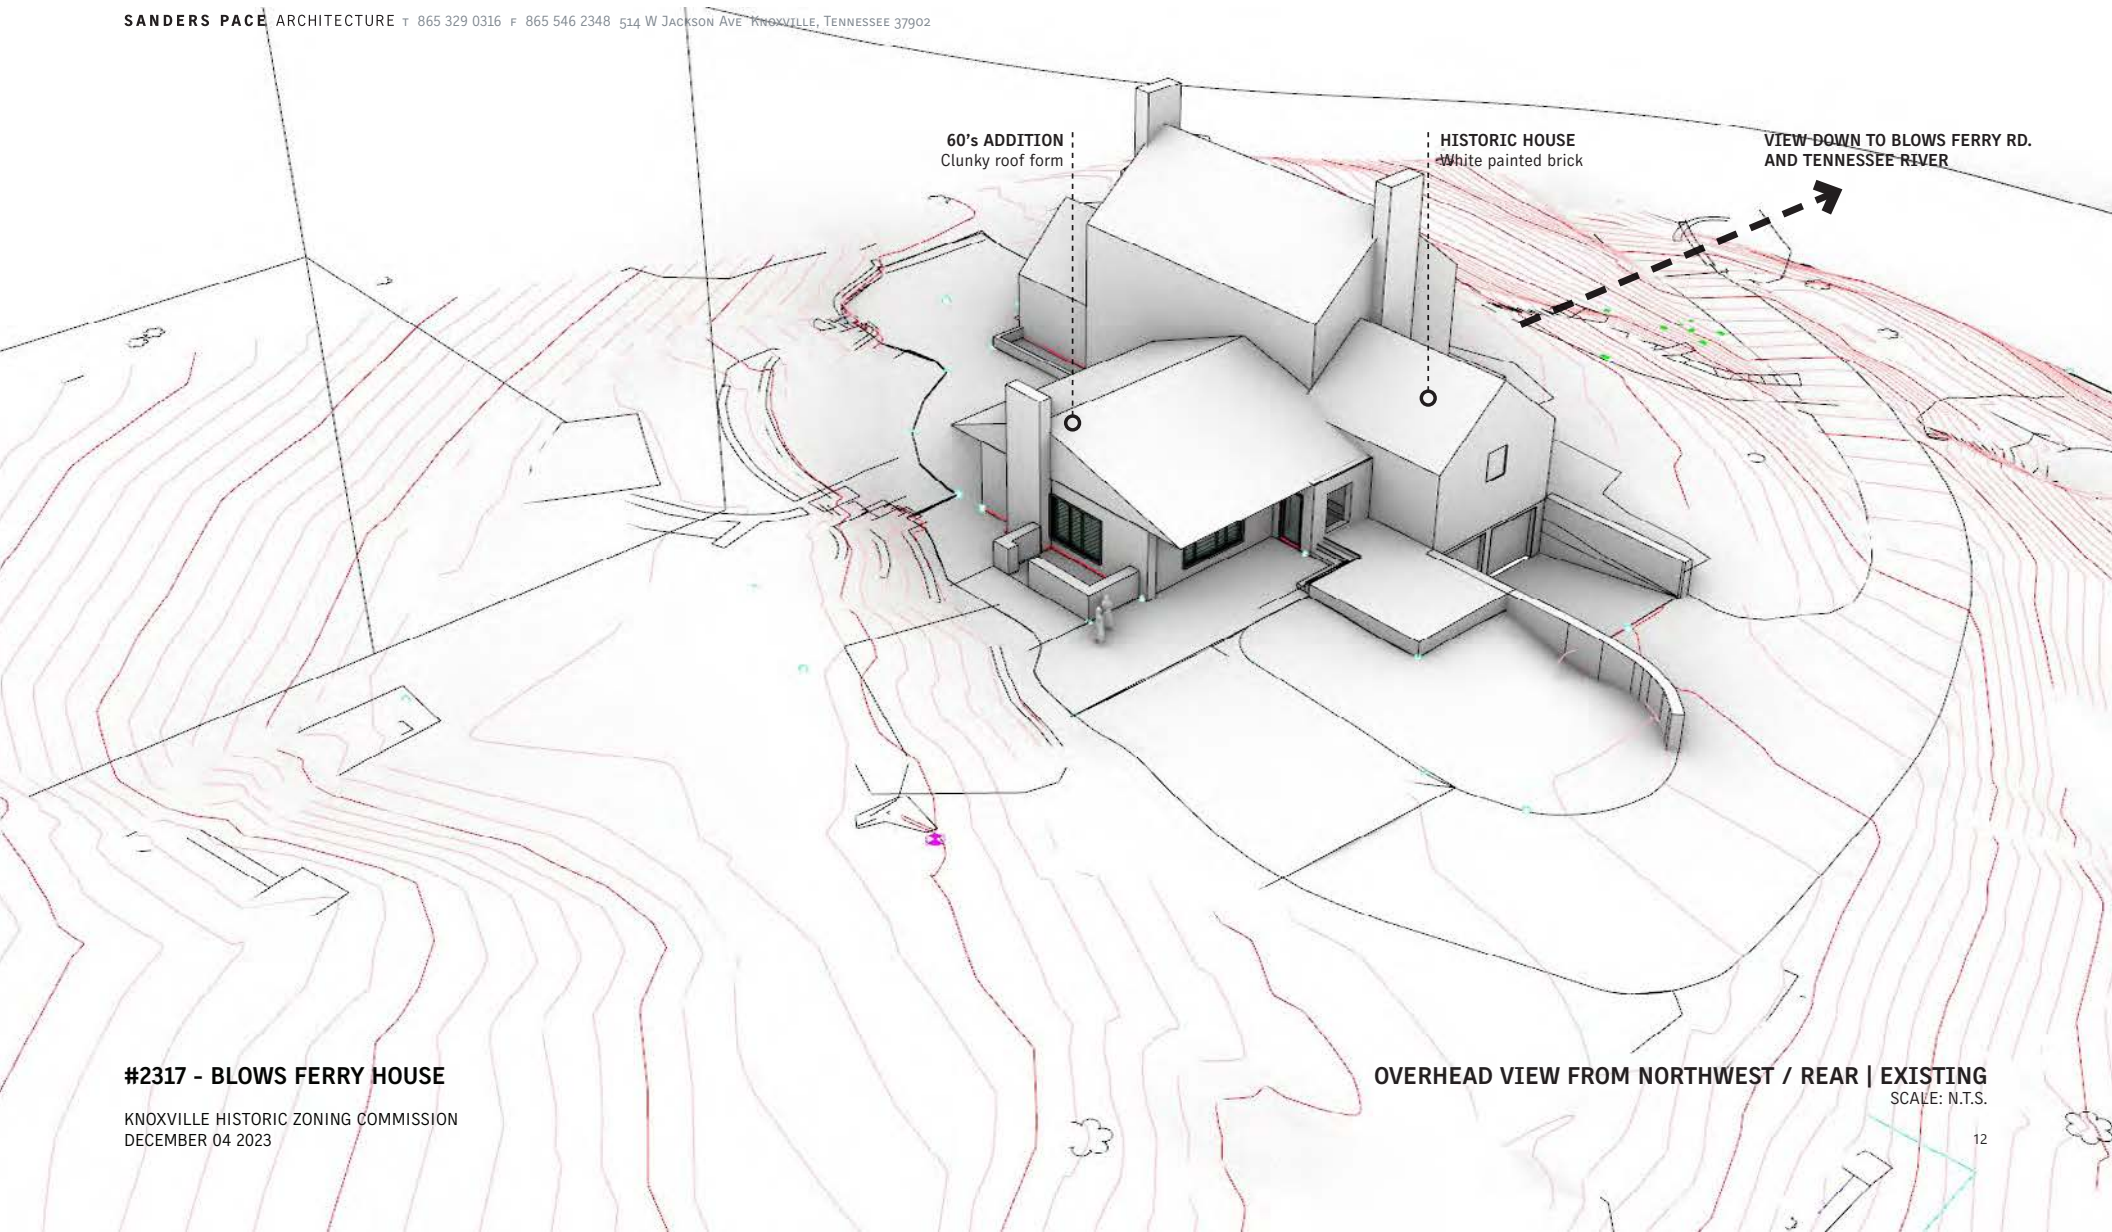 SANDERS PACE ARCHITECTURE T 865 329 0316 F 865 546 2348 514 W JACKSON AVE KNOXVILLE, TENNESSEE 37902
60's ADDITION
Clunky roof form
HISTORIC HOUSE
White painted brick
VIEW DOWN TO BLOWS FERRY RD.
AND TENNESSEE RIVER
#2317 - BLOWS FERRY HOUSE
KNOXVILLE HISTORIC ZONING COMMISSION
DECEMBER 04 2023
OVERHEAD VIEW FROM NORTHWEST / REAR | EXISTING
SCALE: N.T.S.
12